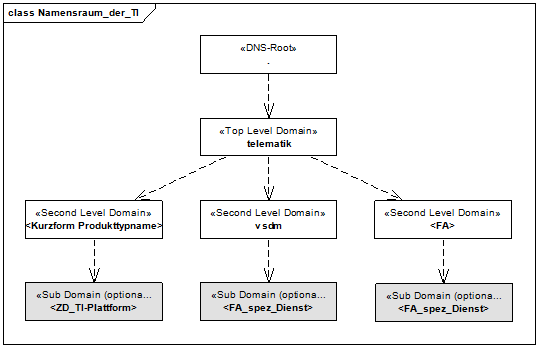 class Namensraum_der_TI
«DNS-Root»
.
«Top Level Domain»
telematik
«Second Level Domain»
<Kurzform Produkttypname>
«Second Level Domain»
vsdm
«Second Level Domain»
<FA>
«Sub Domain (optiona...
<ZD_TI-Plattform>
«Sub Domain (optiona...
<FA_spez_Dienst>
«Sub Domain (optiona...
<FA_spez_Dienst>